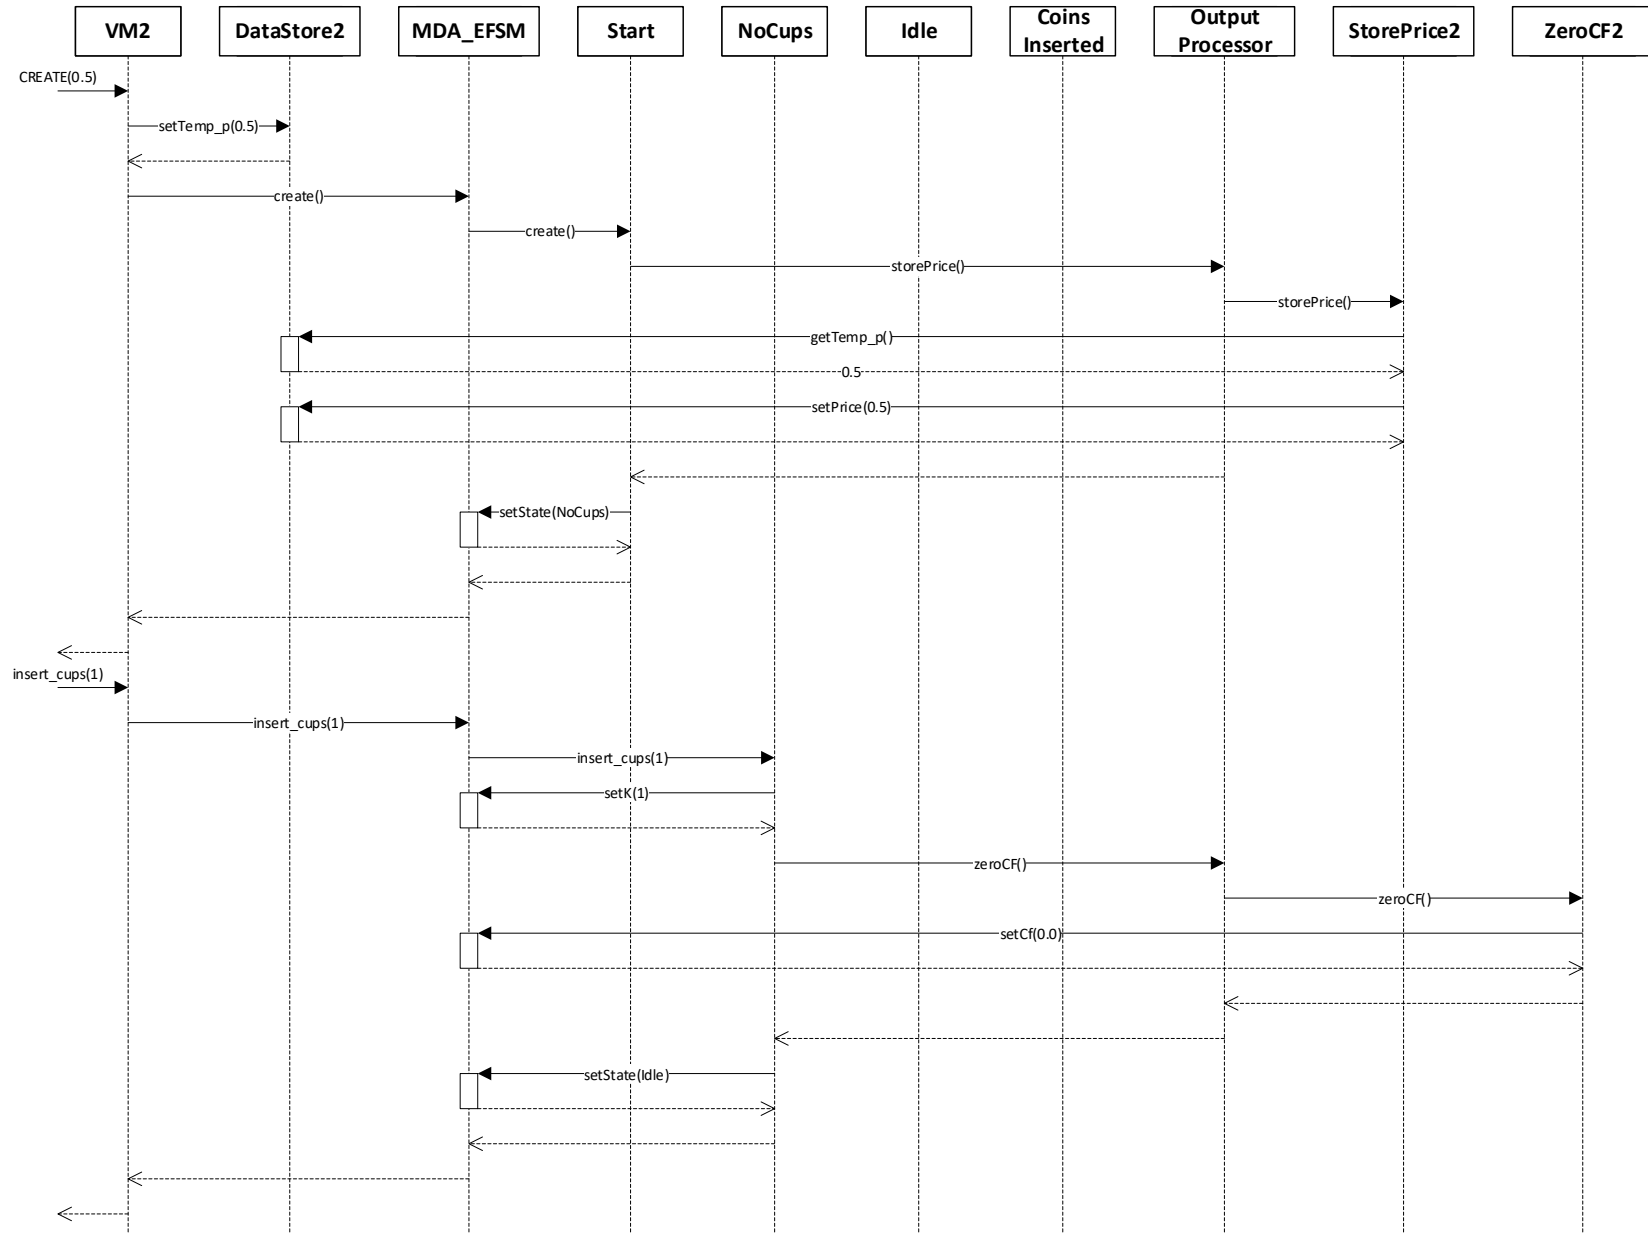 VM2
DataStore2
MDA_EFSM
Start
NoCups
Idle
Coins
Inserted
Output
Processor
StorePrice2
ZeroCF2
CREATE(0.5)
setTemp_p(0.5)
create()
create()
storePrice()
storePrice()
getTemp_p()
0.5
setPrice(0.5)
setState(NoCups)
insert_cups(1)
insert_cups(1)
insert_cups(1)
setK(1)
zeroCF()
zeroCF()
setCf(0.0)
setState(Idle)